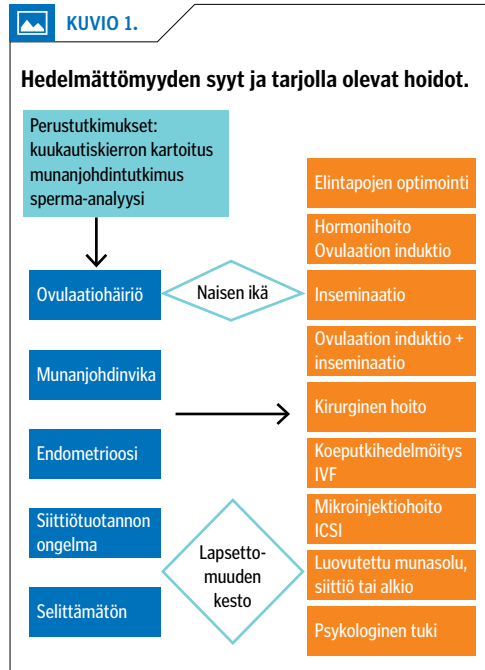 KUVIO 1.
Hedelmättömyyden syyt ja tarjolla olevat hoidot.
Perustutkimukset:
kuukautiskierron kartoitus
munanjohdintutkimus
sperma-analyysi
Ovulaatiohäiriö
Munanjohdinvika
Endometrioosi
Siittiötuotannon
ongelma
Selittämätön
Naisen ikä
Lapsetto-
muuden
kesto
Elintapojen optimointi
Hormonihoito
Ovulaation induktio
Inseminaatio
Ovulaation induktio +
inseminaatio
Kirurginen hoito
Koeputkihedelmöitys
IVF
Mikroinjektiohoito
ICSI
Luovutettu munasolu,
siittiö tai alkio
Psykologinen tuki